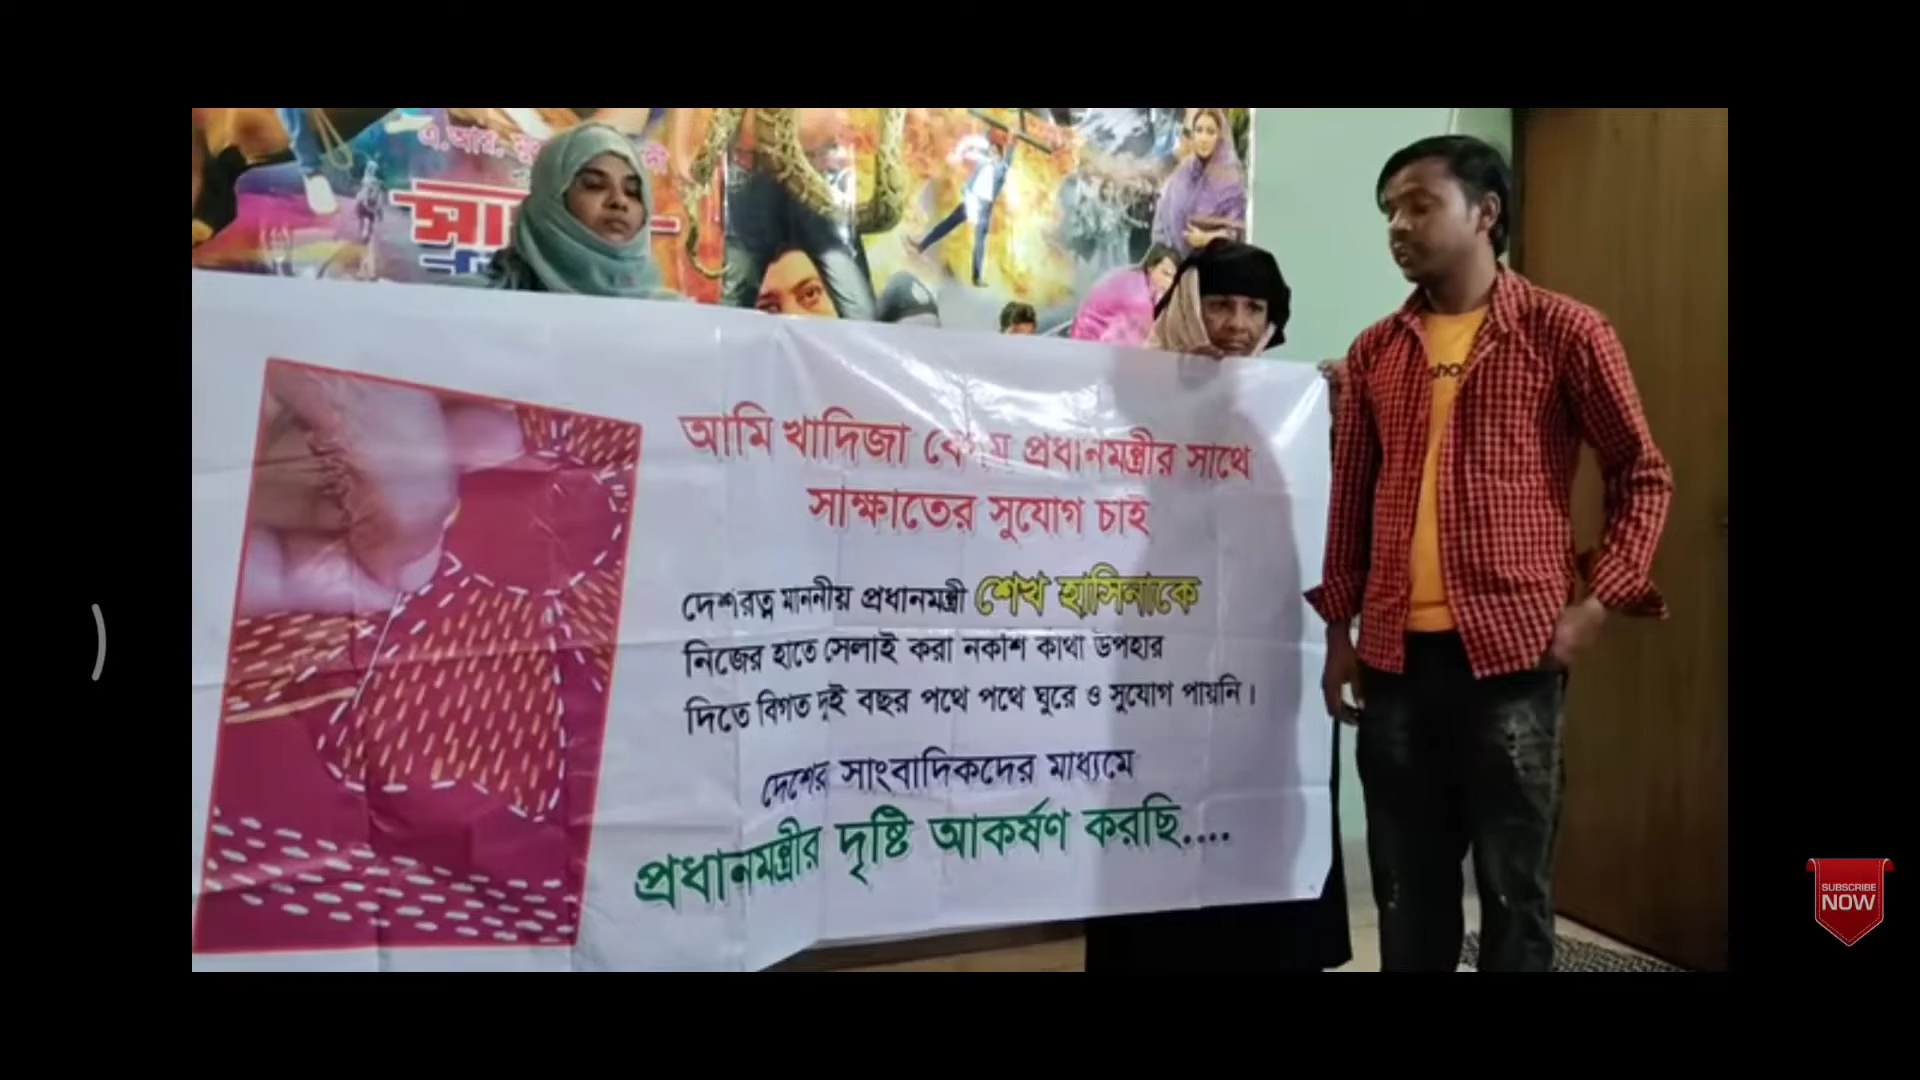 এ.আর.
আমি খাদিজা বেগম প্রধানমন্ত্রীর সাথে
সাক্ষাতের সুযোগ চাই
দেশরত্ন মাননীয় প্রধানমন্ত্রী শেখ হাসিনাকে
নিজের হাতে সেলাই করা নকশি কাথা উপহার
দিতে বিগত দুই বছর পথে পথে ঘুরে ও সুযোগ পায়নি।
দেশের সাংবাদিকদের মাধ্যমে
প্রধানমন্ত্রীর দৃষ্টি আকর্ষণ করছি....
SUBSCRIBE
NOW